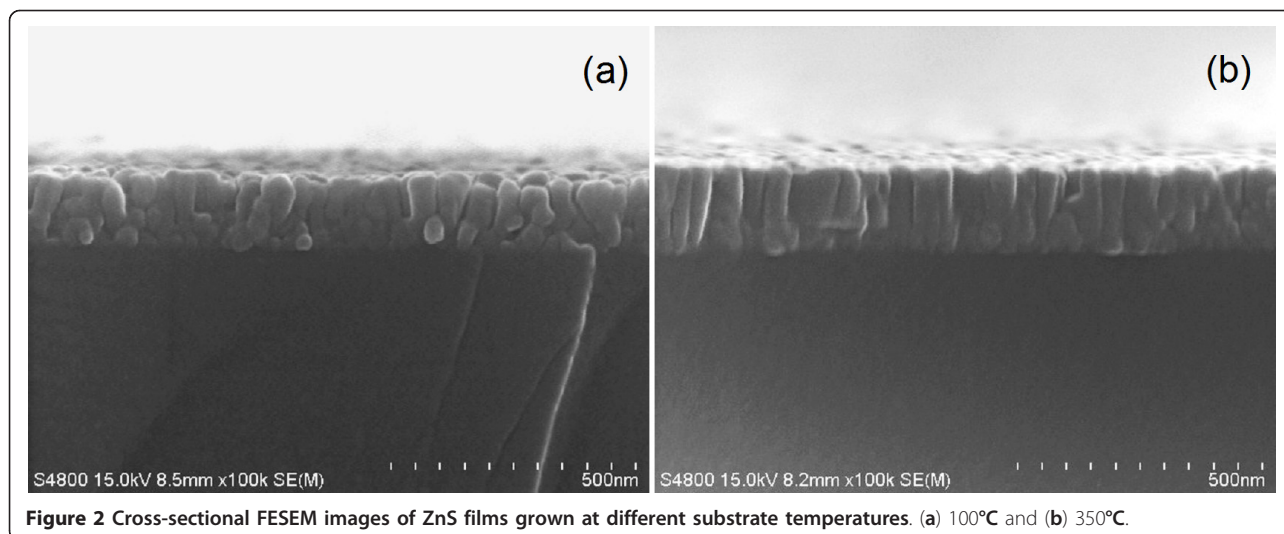 (a)
(b)
S4800 15.0kV 8.5mm x100k SE(M)
500nm
S4800 15.0kV 8.2mm x100k SE(M)
500nm
Figure 2 Cross-sectional FESEM images of ZnS films grown at different substrate temperatures. (a) 100°C and (b) 350°C.